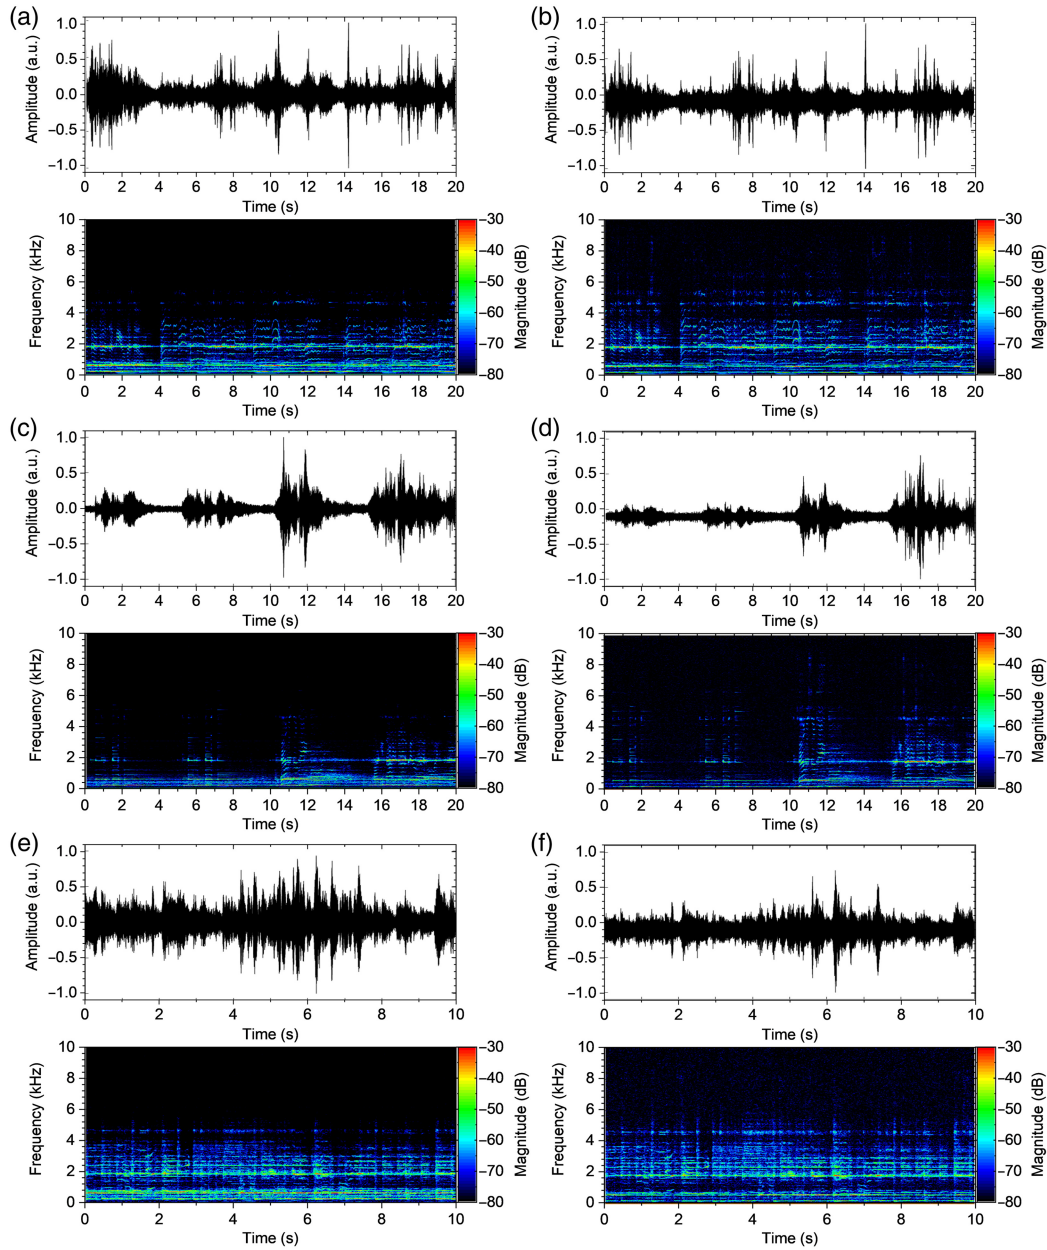 (a)
Amplitude (a.u.)
1.0
0.5
0.0
−0.5
−1.0
0 2 4 6 8 10 12 14 16 18 20
Time (s)
Frequency (kHz)
10
8
6
4
2
0
0 2 4 6 8 10 12 14 16 18 20
Time (s)
−30
−40
−50
−60
−70
−80
Magnitude (dB)
(b)
Amplitude (a.u.)
1.0
0.5
0.0
−0.5
−1.0
0 2 4 6 8 10 12 14 16 18 20
Time (s)
Frequency (kHz)
10
8
6
4
2
0
0 2 4 6 8 10 12 14 16 18 20
Time (s)
−30
−40
−50
−60
−70
−80
Magnitude (dB)
(c)
Amplitude (a.u.)
1.0
0.5
0.0
−0.5
−1.0
0 2 4 6 8 10 12 14 16 18 20
Time (s)
Frequency (kHz)
10
8
6
4
2
0
0 2 4 6 8 10 12 14 16 18 20
Time (s)
−30
−40
−50
−60
−70
−80
Magnitude (dB)
(d)
Amplitude (a.u.)
1.0
0.5
0.0
−0.5
−1.0
0 2 4 6 8 10 12 14 16 18 20
Time (s)
Frequency (kHz)
10
8
6
4
2
0
0 2 4 6 8 10 12 14 16 18 20
Time (s)
−30
−40
−50
−60
−70
−80
Magnitude (dB)
(e)
Amplitude (a.u.)
1.0
0.5
0.0
−0.5
−1.0
0 2 4 6 8 10
Time (s)
Frequency (kHz)
10
8
6
4
2
0
0 2 4 6 8 10
Time (s)
−30
−40
−50
−60
−70
−80
Magnitude (dB)
(f)
Amplitude (a.u.)
1.0
0.5
0.0
−0.5
−1.0
0 2 4 6 8 10
Time (s)
Frequency (kHz)
10
8
6
4
2
0
0 2 4 6 8 10
Time (s)
−30
−40
−50
−60
−70
−80
Magnitude (dB)